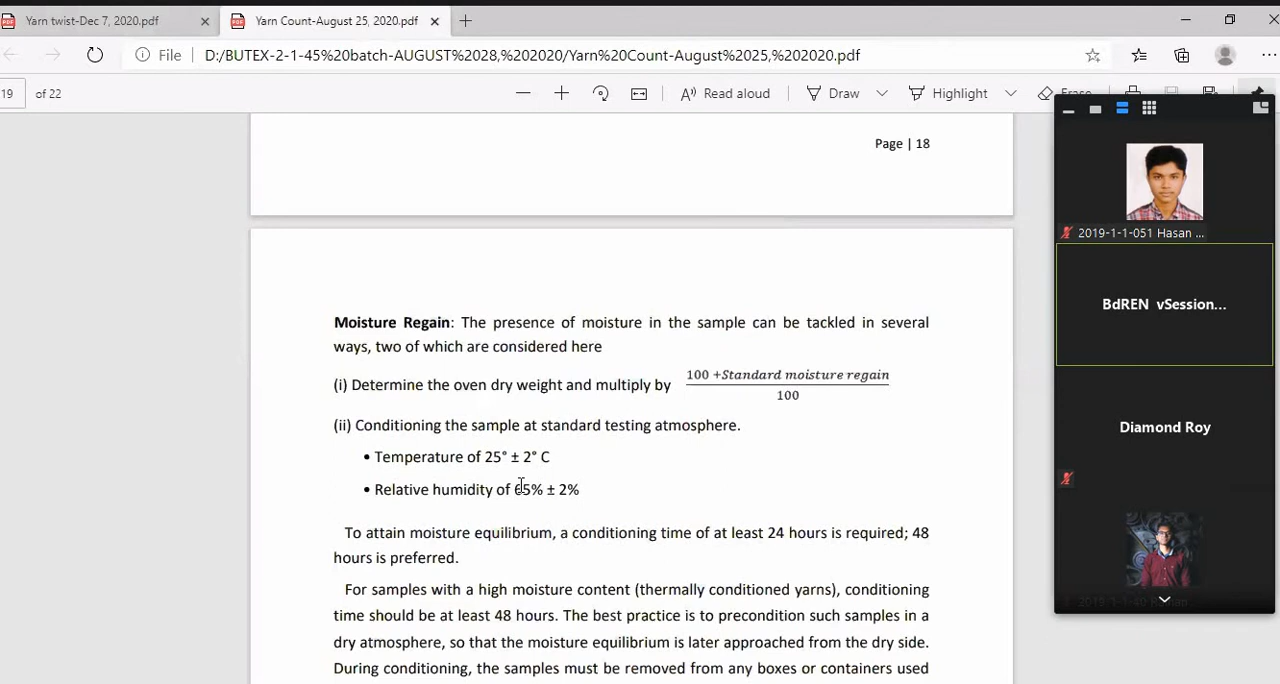 Yarn twist-Dec 7, 2020.pdf
Yarn Count-August 25, 2020.pdf
File
D:/BUTEX-2-1-45%20batch-AUGUST%2028,%202020/Yarn%20Count-August%2025,%202020.pdf
19 of 22
Read aloud
Draw
Highlight
Erase
Page | 18
Moisture Regain: The presence of moisture in the sample can be tackled in several
ways, two of which are considered here
(i) Determine the oven dry weight and multiply by
100 +Standard moisture regain
100
(ii) Conditioning the sample at standard testing atmosphere.
• Temperature of 25° ± 2° C
• Relative humidity of 65% ± 2%
To attain moisture equilibrium, a conditioning time of at least 24 hours is required; 48
hours is preferred.
For samples with a high moisture content (thermally conditioned yarns), conditioning
time should be at least 48 hours. The best practice is to precondition such samples in a
dry atmosphere, so that the moisture equilibrium is later approached from the dry side.
During conditioning, the samples must be removed from any boxes or containers used
2019-1-1-051 Hasan ...
BdREN vSession...
Diamond Roy